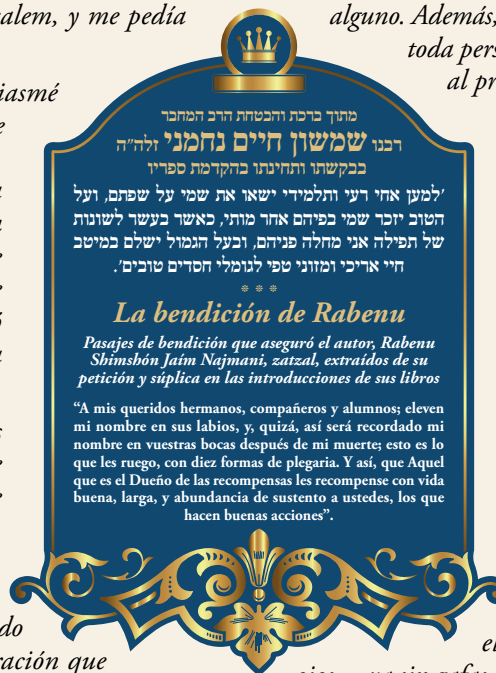 alem, y me pedía
alguno. Además,
toda pers
al pr
iasmé
e
מתוך ברכת והבטחת הרב המחבר
רבנו שמשון חיים נחמני זלה״ה
בבקשתו ותחינתו בהקדמת ספריו
'למען אחי רעי ותלמידי ישאו את שמי על שפתם, ועל
הטוב יזכר שמי בפיהם אחר מותי, כאשר בעשר לשונות
של תפילה אני מחלה פניהם, ובעל הגמול ישלם במיטב
חיי אריכי ומזוני טפי לגומלי חסדים טובים'.
La bendición de Rabenu
Pasajes de bendición que aseguró el autor, Rabenu
Shimshón Jaím Najmani, zatzal, extraídos de su
petición y súplica en las introducciones de sus libros
“A mis queridos hermanos, compañeros y alumnos; eleven
mi nombre en sus labios, y, quizá, así será recordado mi
nombre en vuestras bocas después de mi muerte; esto es lo
que les ruego, con diez formas de plegaria. Y así, que Aquel
que es el Dueño de las recompensas les recompense con vida
buena, larga, y abundancia de sustento a ustedes, los que
hacen buenas acciones”.
do
ración que